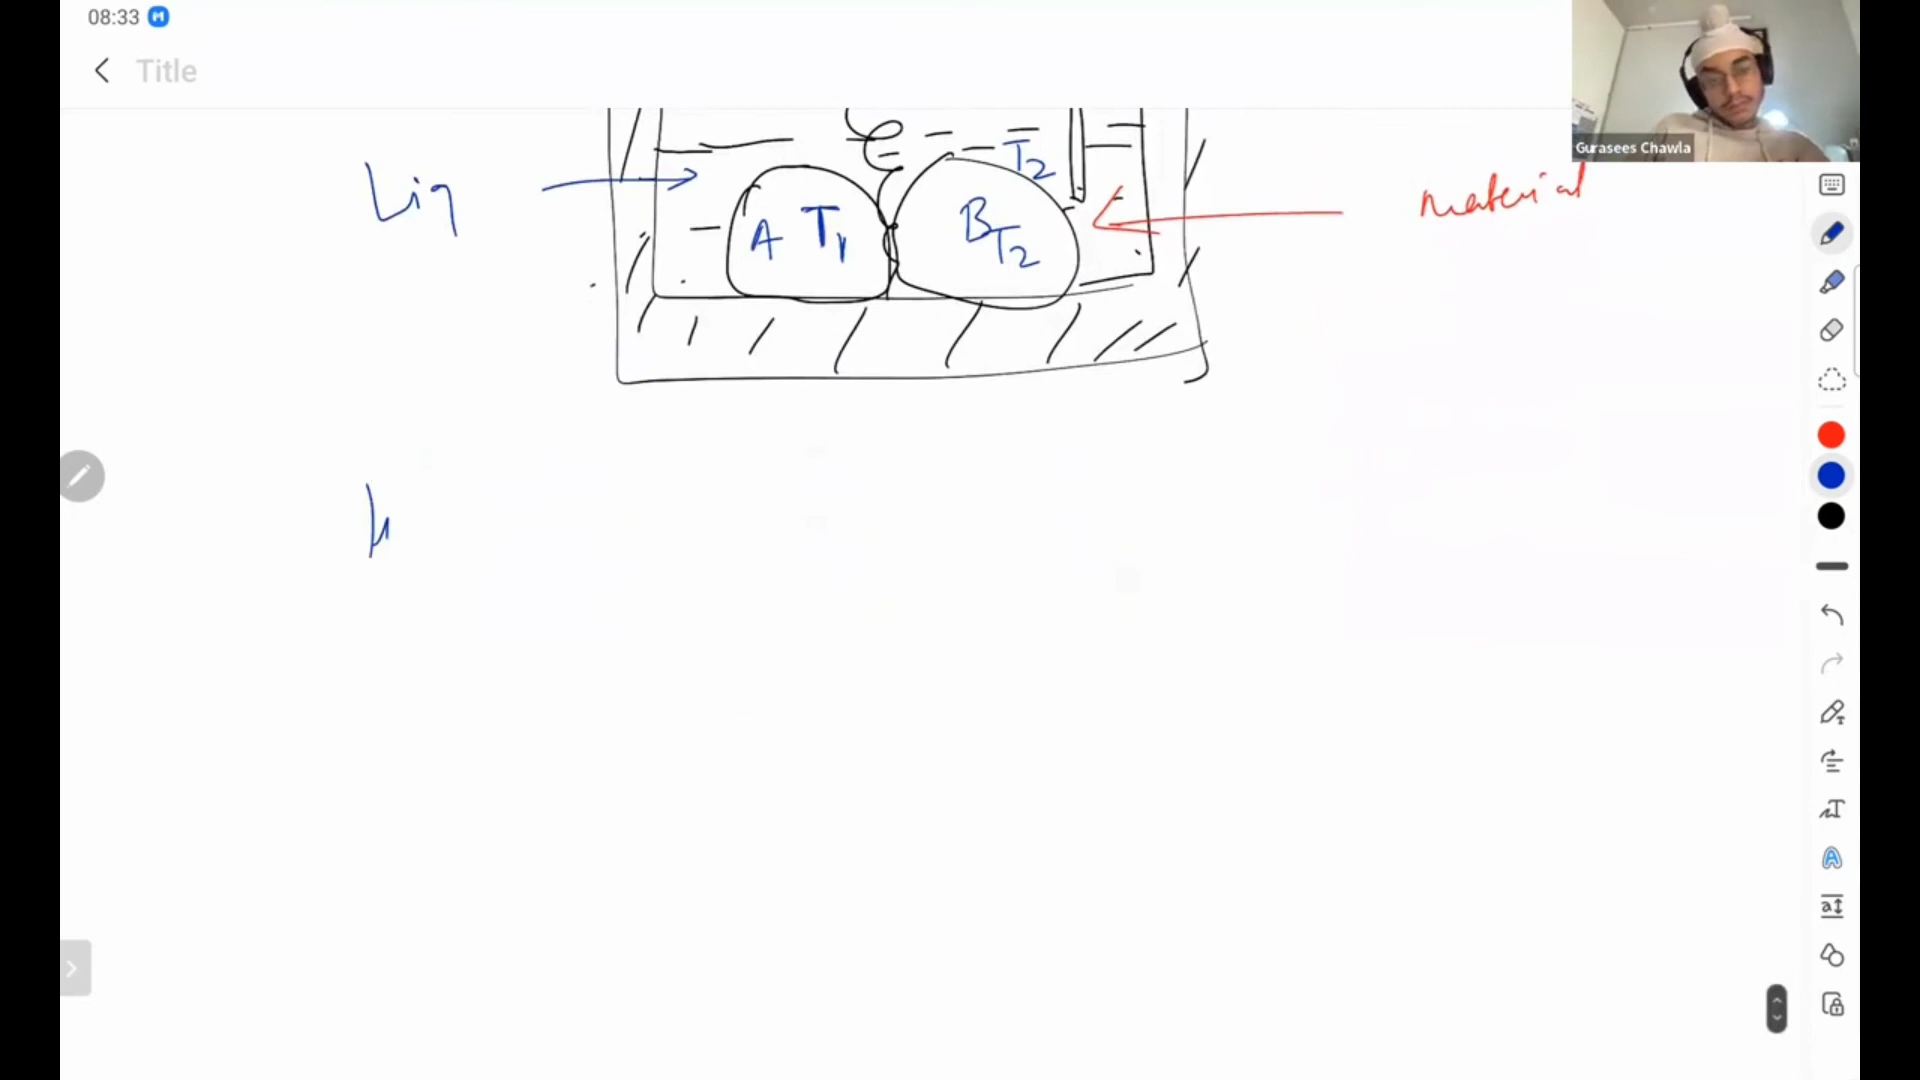 08:33
Title
Gurasees Chawla
T2
Liq
material
A T1
B T2